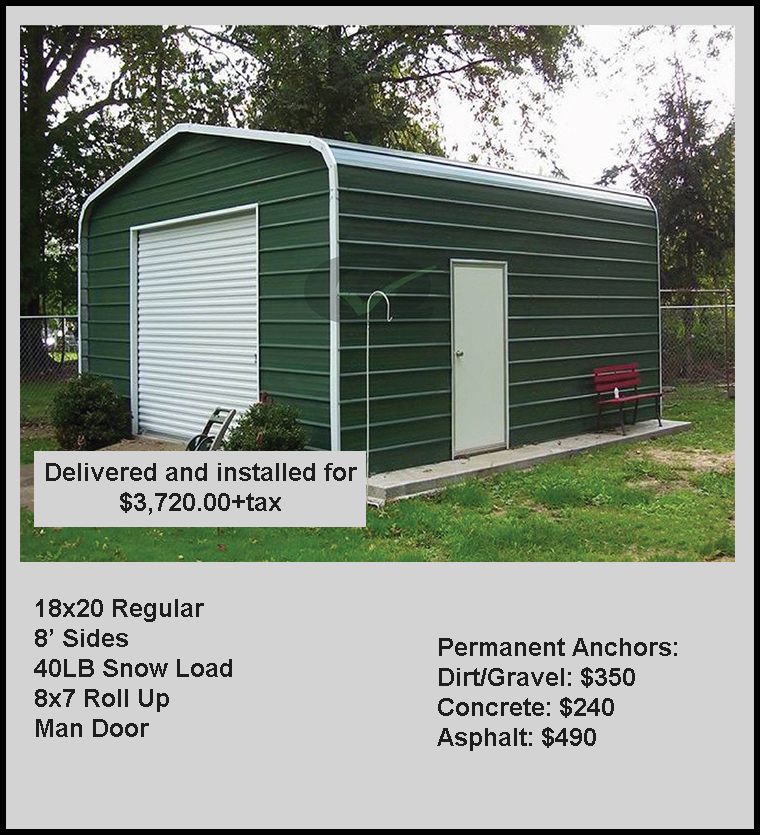 Delivered and installed for
$3,720.00+tax
18x20 Regular
8’ Sides
40LB Snow Load
8x7 Roll Up
Man Door
Permanent Anchors:
Dirt/Gravel: $350
Concrete: $240
Asphalt: $490